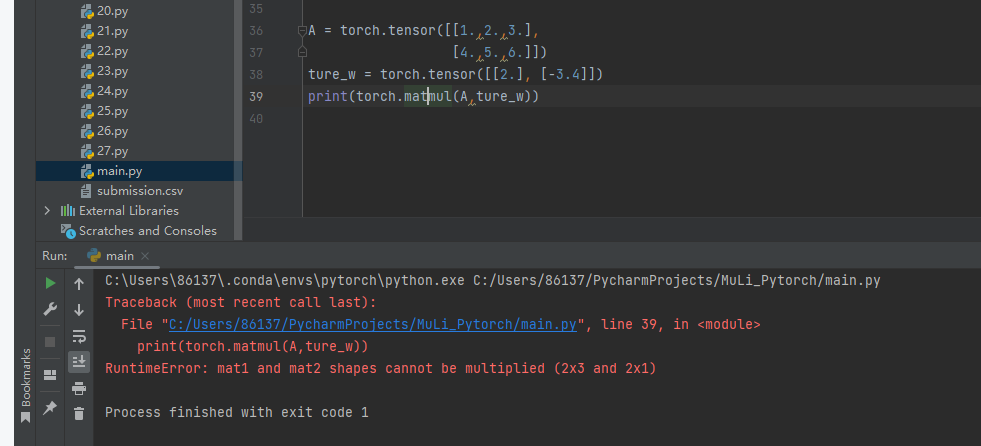 20.py
21.py
22.py
23.py
24.py
25.py
26.py
27.py
main.py
submission.csv
External Libraries
Scratches and Consoles
35
36 A = torch.tensor([[1.,2.,3.],
37 [4.,5.,6.]])
38 ture_w = torch.tensor([[2.], [-3.4]])
39 print(torch.matmul(A,ture_w))
40
Run: main
C:\Users\86137\.conda\envs\pytorch\python.exe C:/Users/86137/PycharmProjects/MuLi_Pytorch/main.py
Traceback (most recent call last):
File "C:/Users/86137/PycharmProjects/MuLi_Pytorch/main.py", line 39, in <module>
print(torch.matmul(A,ture_w))
RuntimeError: mat1 and mat2 shapes cannot be multiplied (2x3 and 2x1)
Process finished with exit code 1
Bookmarks